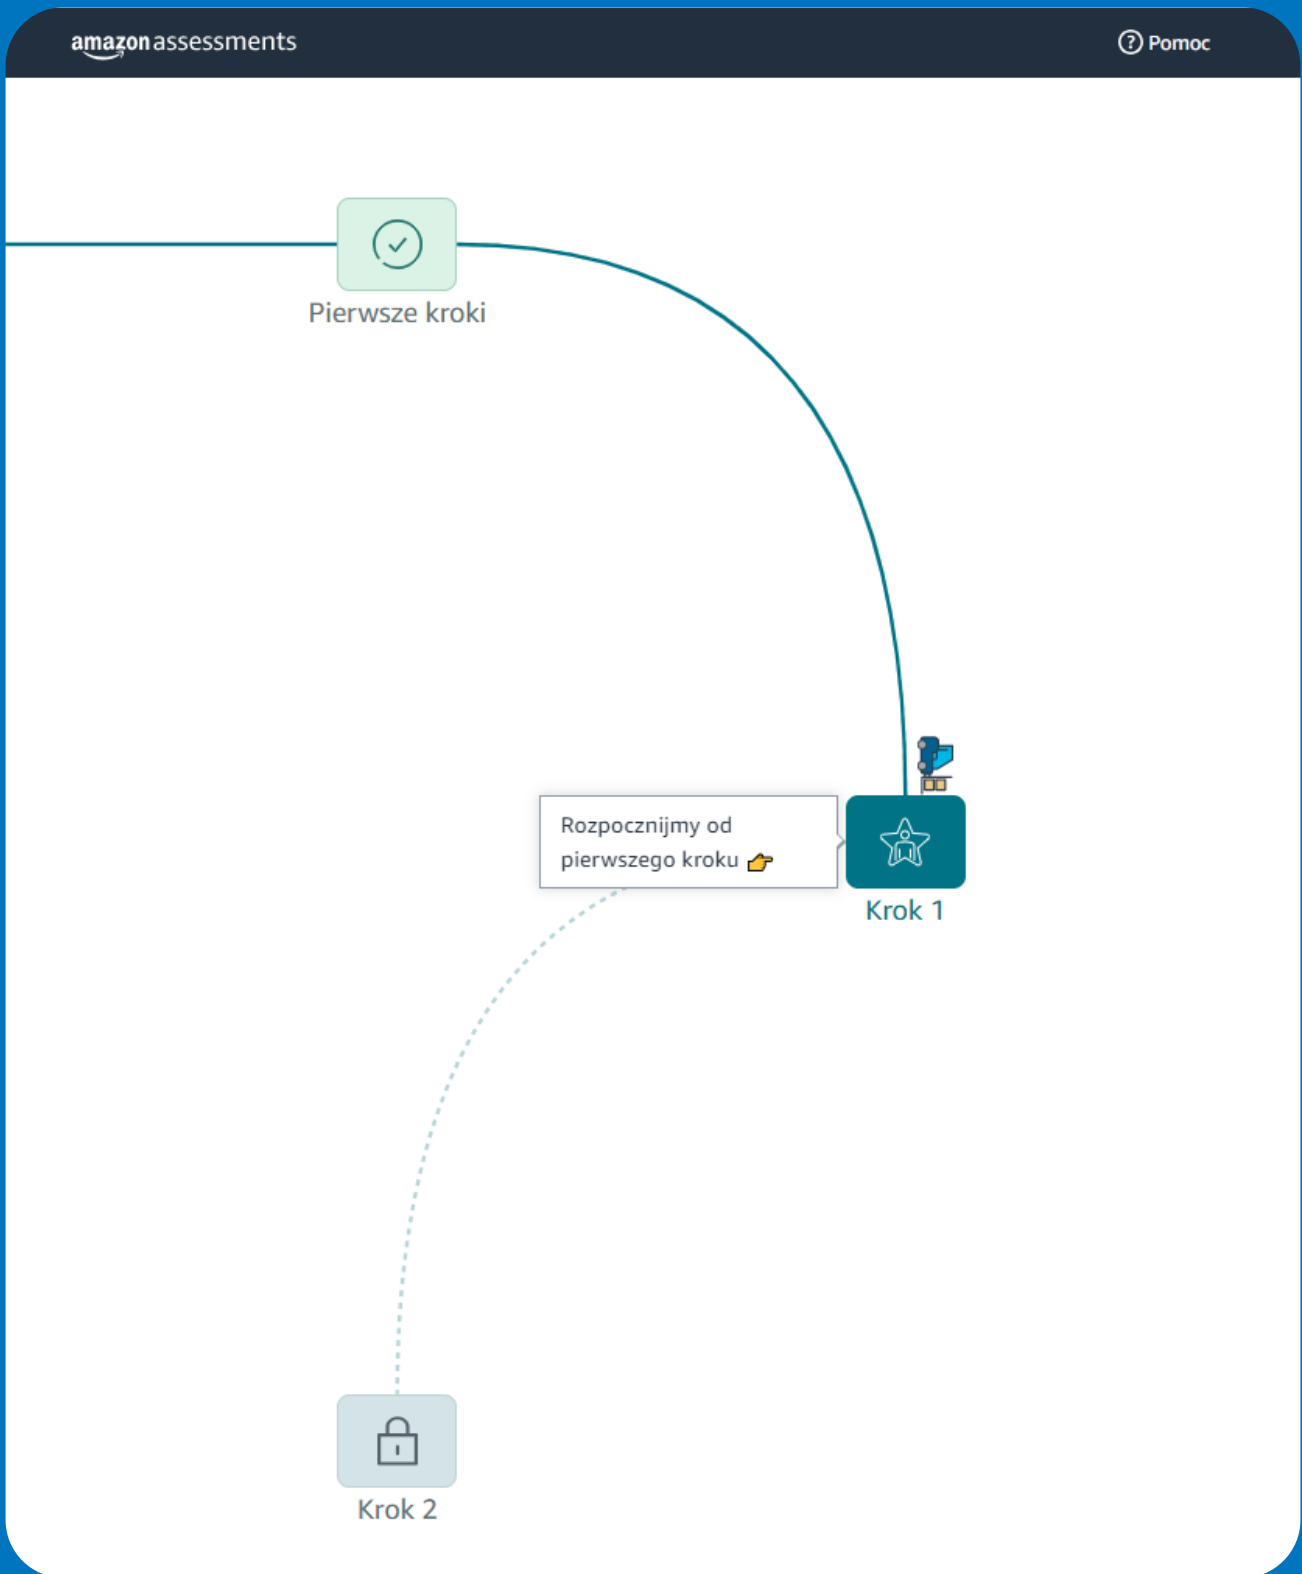 amazon assessments
Pomoc
Pierwsze kroki
Rozpocznijmy od
pierwszego kroku 👉
Krok 1
Krok 2